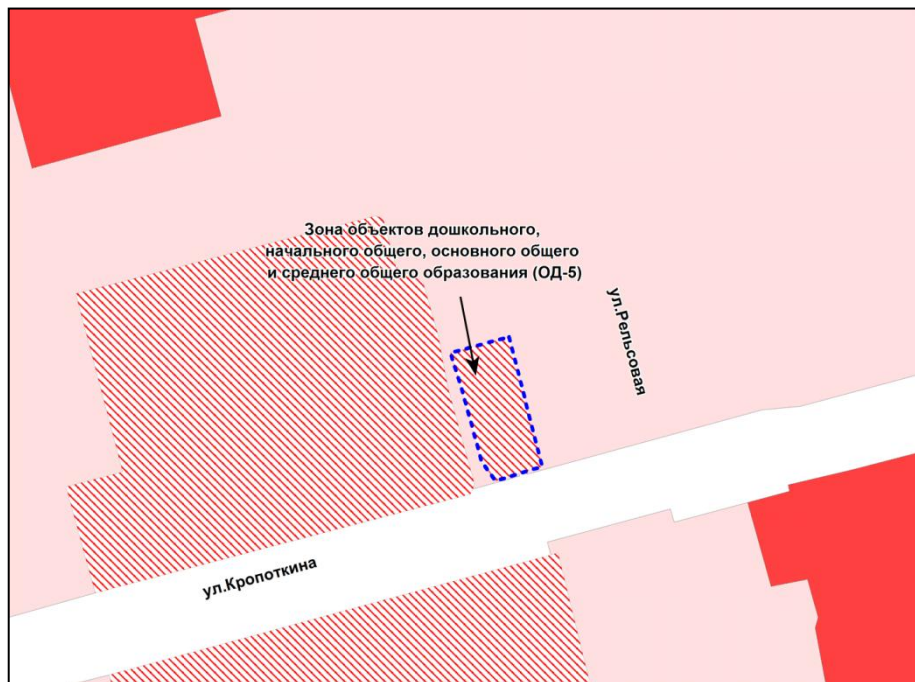 Зона объектов дошкольного,
начального общего, основного общего
и среднего общего образования (ОД-5)
ул.Рельсовая
ул.Кропоткина